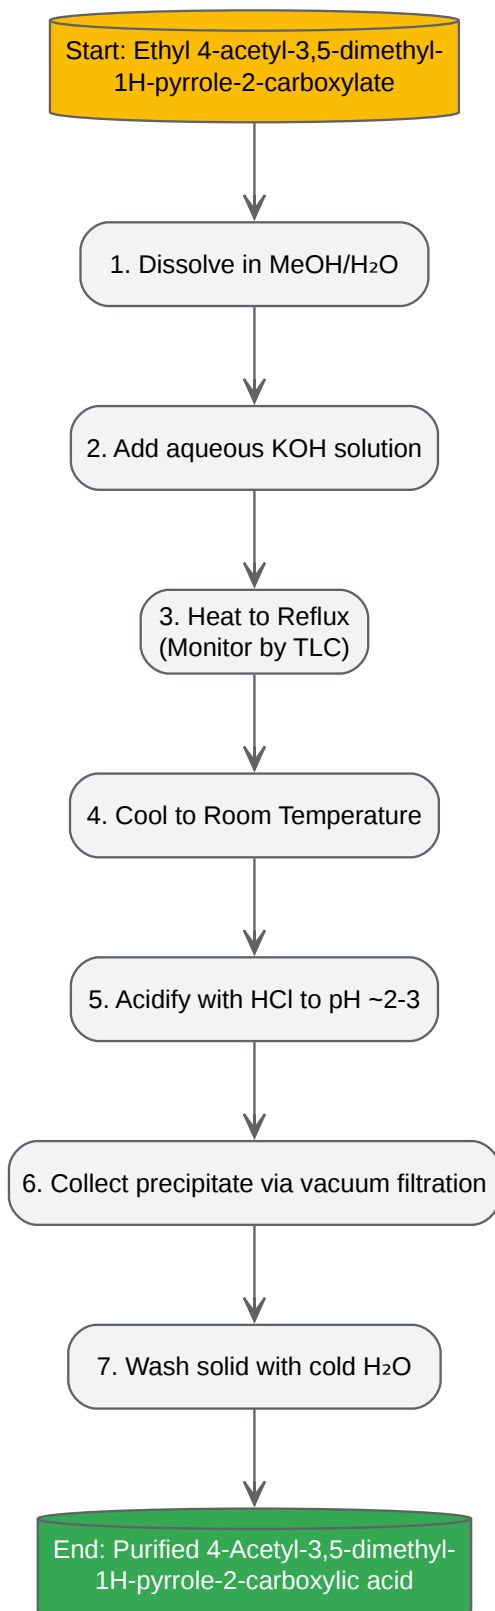 Start: Ethyl 4-acetyl-3,5-dimethyl-
1H-pyrrole-2-carboxylate
1. Dissolve in MeOH/H₂O
2. Add aqueous KOH solution
3. Heat to Reflux
(Monitor by TLC)
4. Cool to Room Temperature
5. Acidify with HCl to pH ~2-3
6. Collect precipitate via vacuum filtration
7. Wash solid with cold H₂O
End: Purified 4-Acetyl-3,5-dimethyl-
1H-pyrrole-2-carboxylic acid